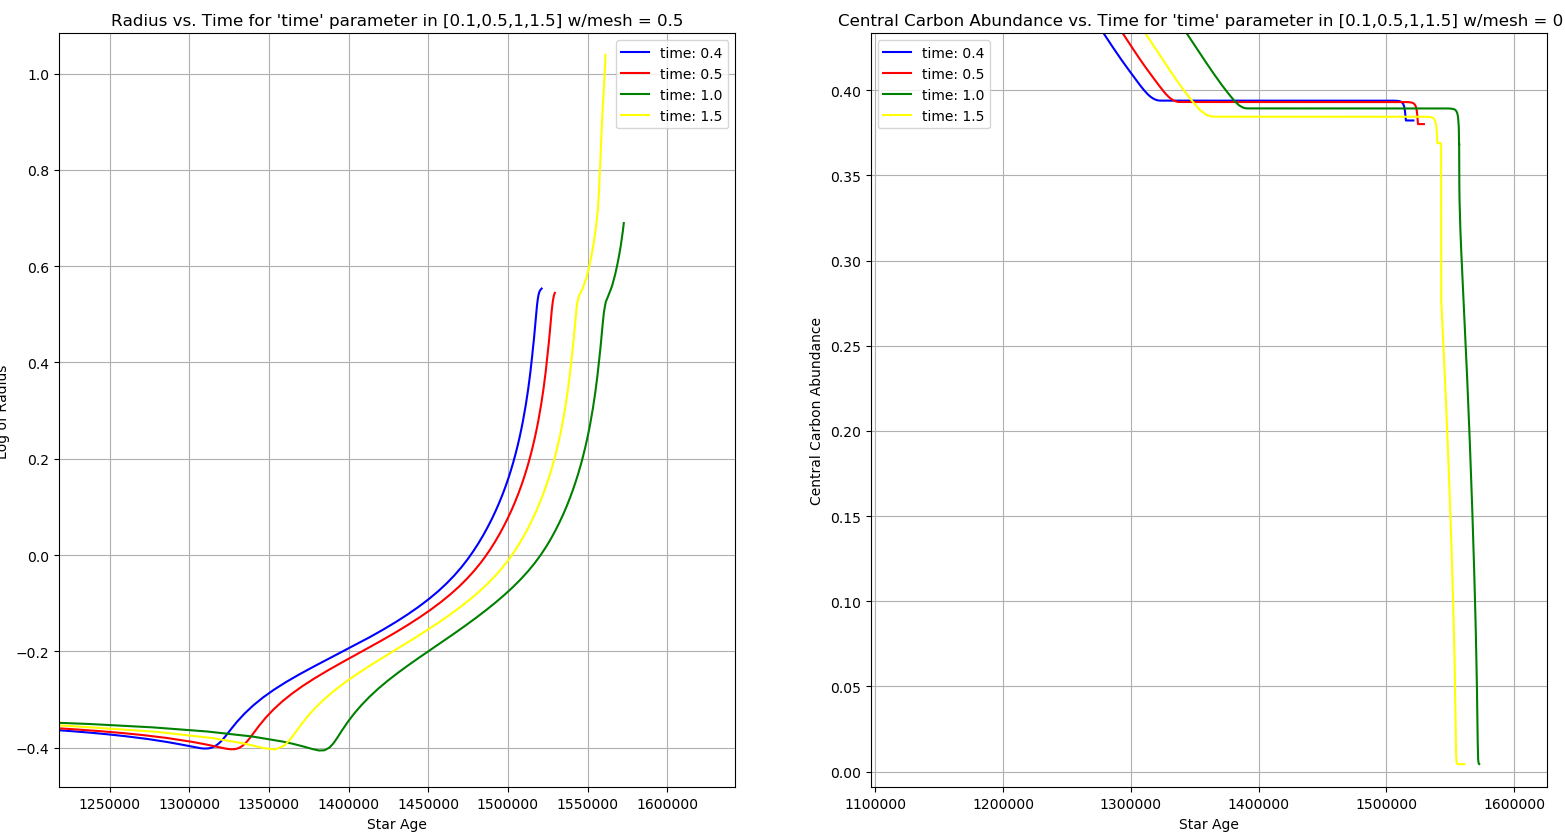 Radius vs. Time for 'time' parameter in [0.1,0.5,1,1.5] w/mesh = 0.5
time: 0.4
time: 0.5
time: 1.0
time: 1.5
1.0
0.8
0.6
0.4
0.2
0.0
−0.2
−0.4
Log of Radius
1250000 1300000 1350000 1400000 1450000 1500000 1550000 1600000
Star Age
Central Carbon Abundance vs. Time for 'time' parameter in [0.1,0.5,1,1.5] w/mesh = 0
time: 0.4
time: 0.5
time: 1.0
time: 1.5
0.40
0.35
0.30
0.25
0.20
0.15
0.10
0.05
0.00
Central Carbon Abundance
1100000 1200000 1300000 1400000 1500000 1600000
Star Age